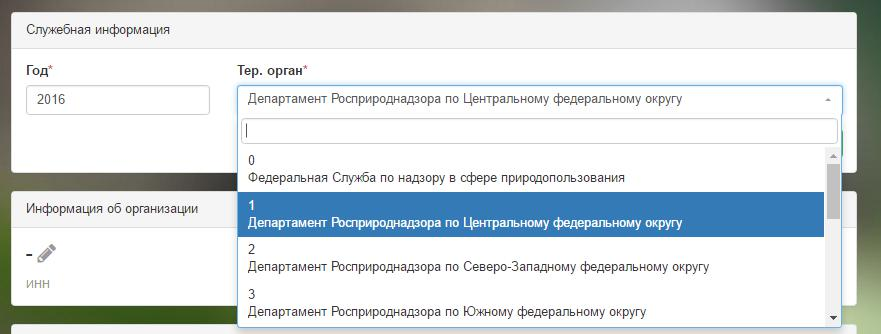 Служебная информация
Год*
Тер. орган*
2016
Департамент Росприроднадзора по Центральному федеральному округу
0
Федеральная Служба по надзору в сфере природопользования
1
Департамент Росприроднадзора по Центральному федеральному округу
2
Департамент Росприроднадзора по Северо-Западному федеральному округу
3
Департамент Росприроднадзора по Южному федеральному округу
Информация об организации
-
ИНН